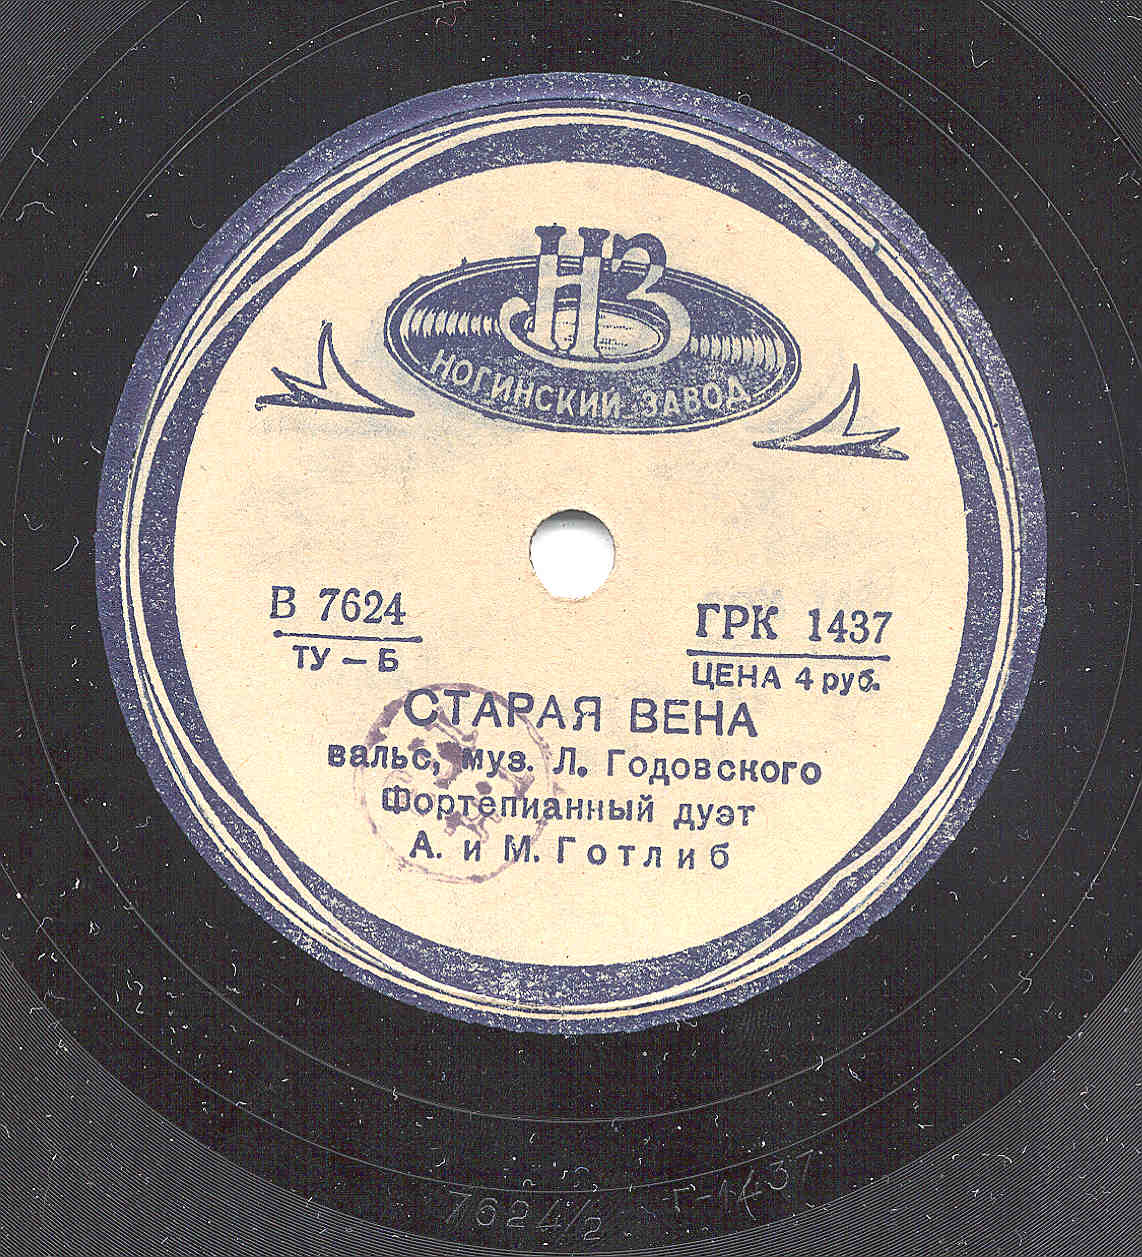 НЗ
НОГИНСКИЙ ЗАВОД
В 7624
ТУ – Б
ГРК 1437
ЦЕНА 4 руб.
СТАРАЯ ВЕНА
вальс, муз. Л. Годовского
Фортепианный дуэт
А. и М. Готлиб
7624/2 Г-1437